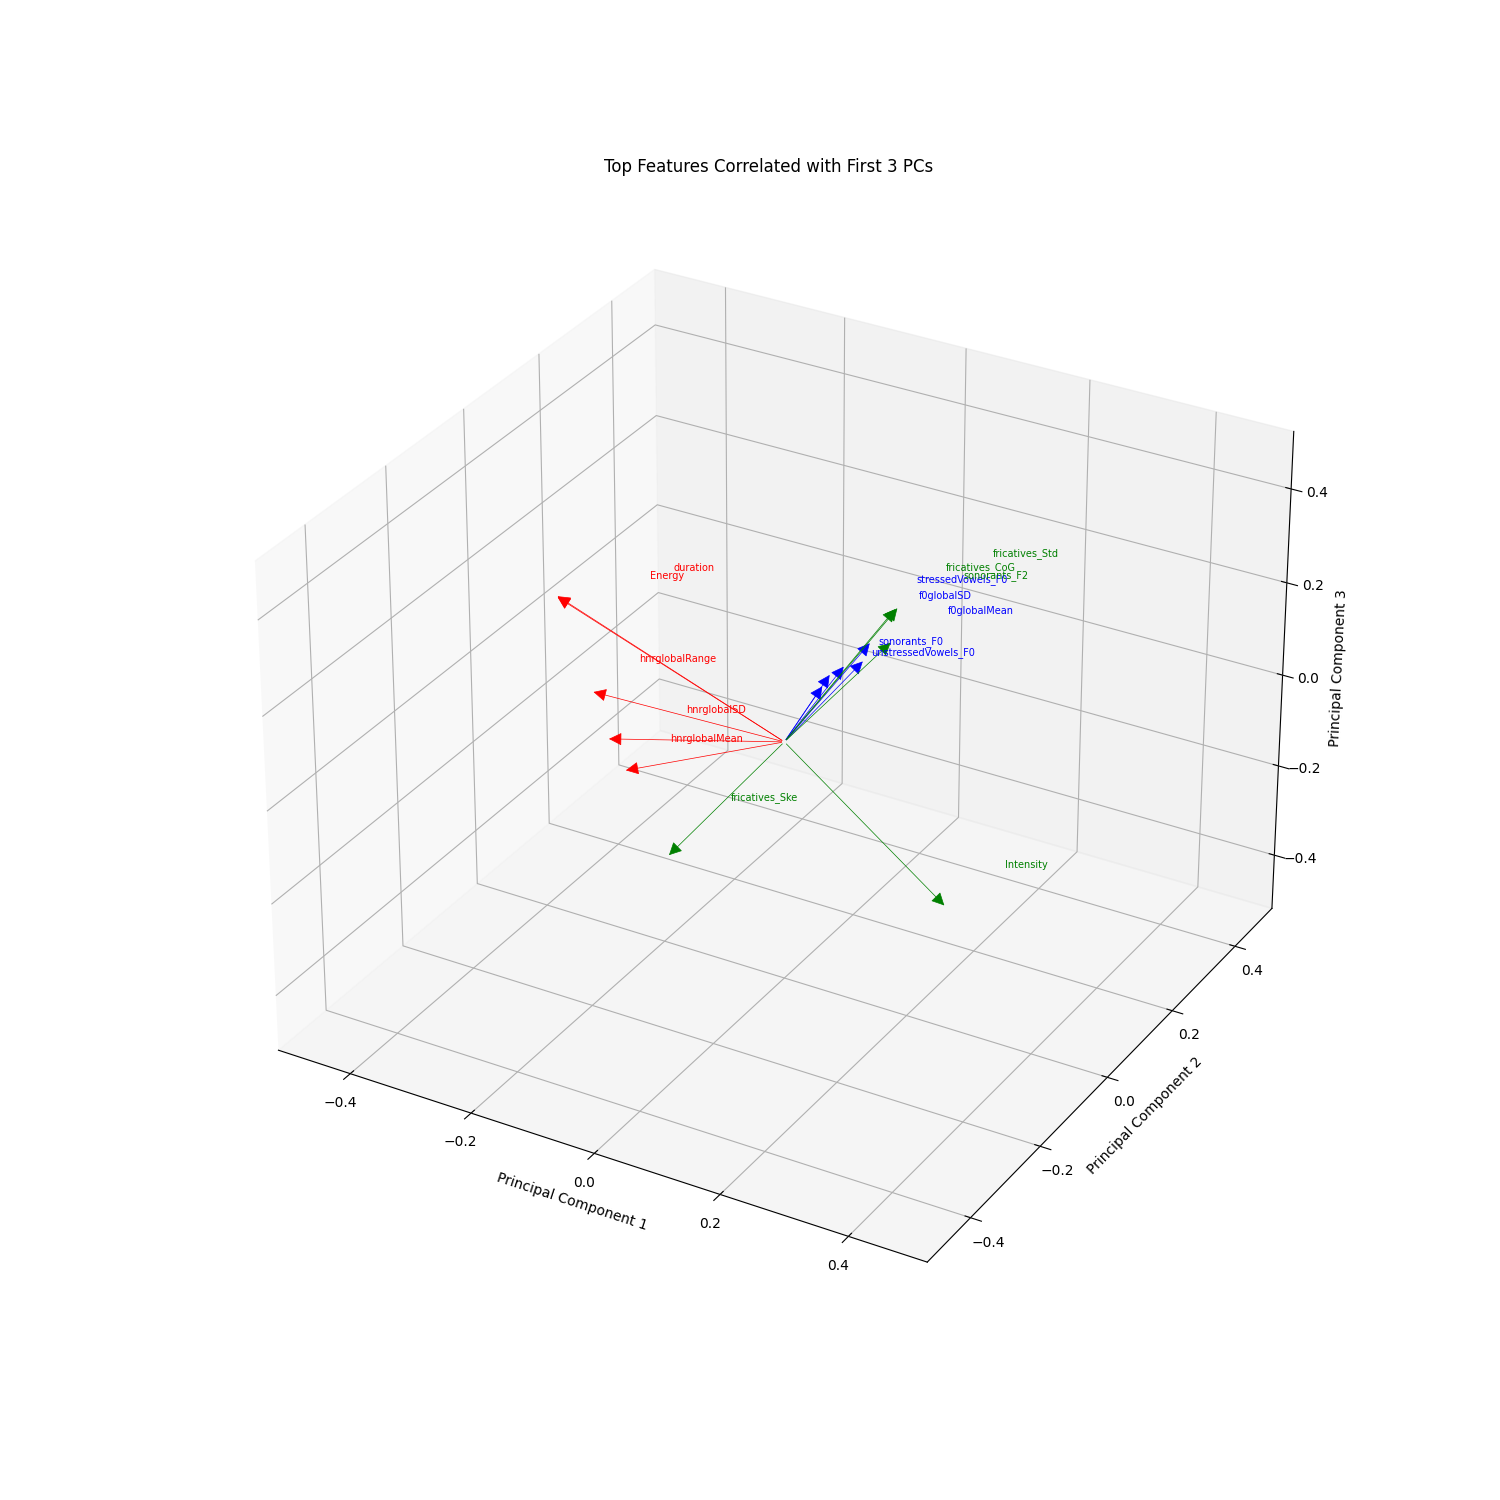 Top Features Correlated with First 3 PCs
0.4
0.2
0.0
−0.2
−0.4
Principal Component 3
fricatives_Std
duration
fricatives_CoG
Energy
sonorants_F2
stressedVowels_F0
f0globalSD
f0globalMean
sonorants_F0
unstressedVowels_F0
hnrglobalRange
hnrglobalSD
hnrglobalMean
fricatives_Ske
Intensity
0.4
0.2
0.0
−0.2
−0.4
Principal Component 2
−0.4
−0.2
0.0
0.2
0.4
Principal Component 1